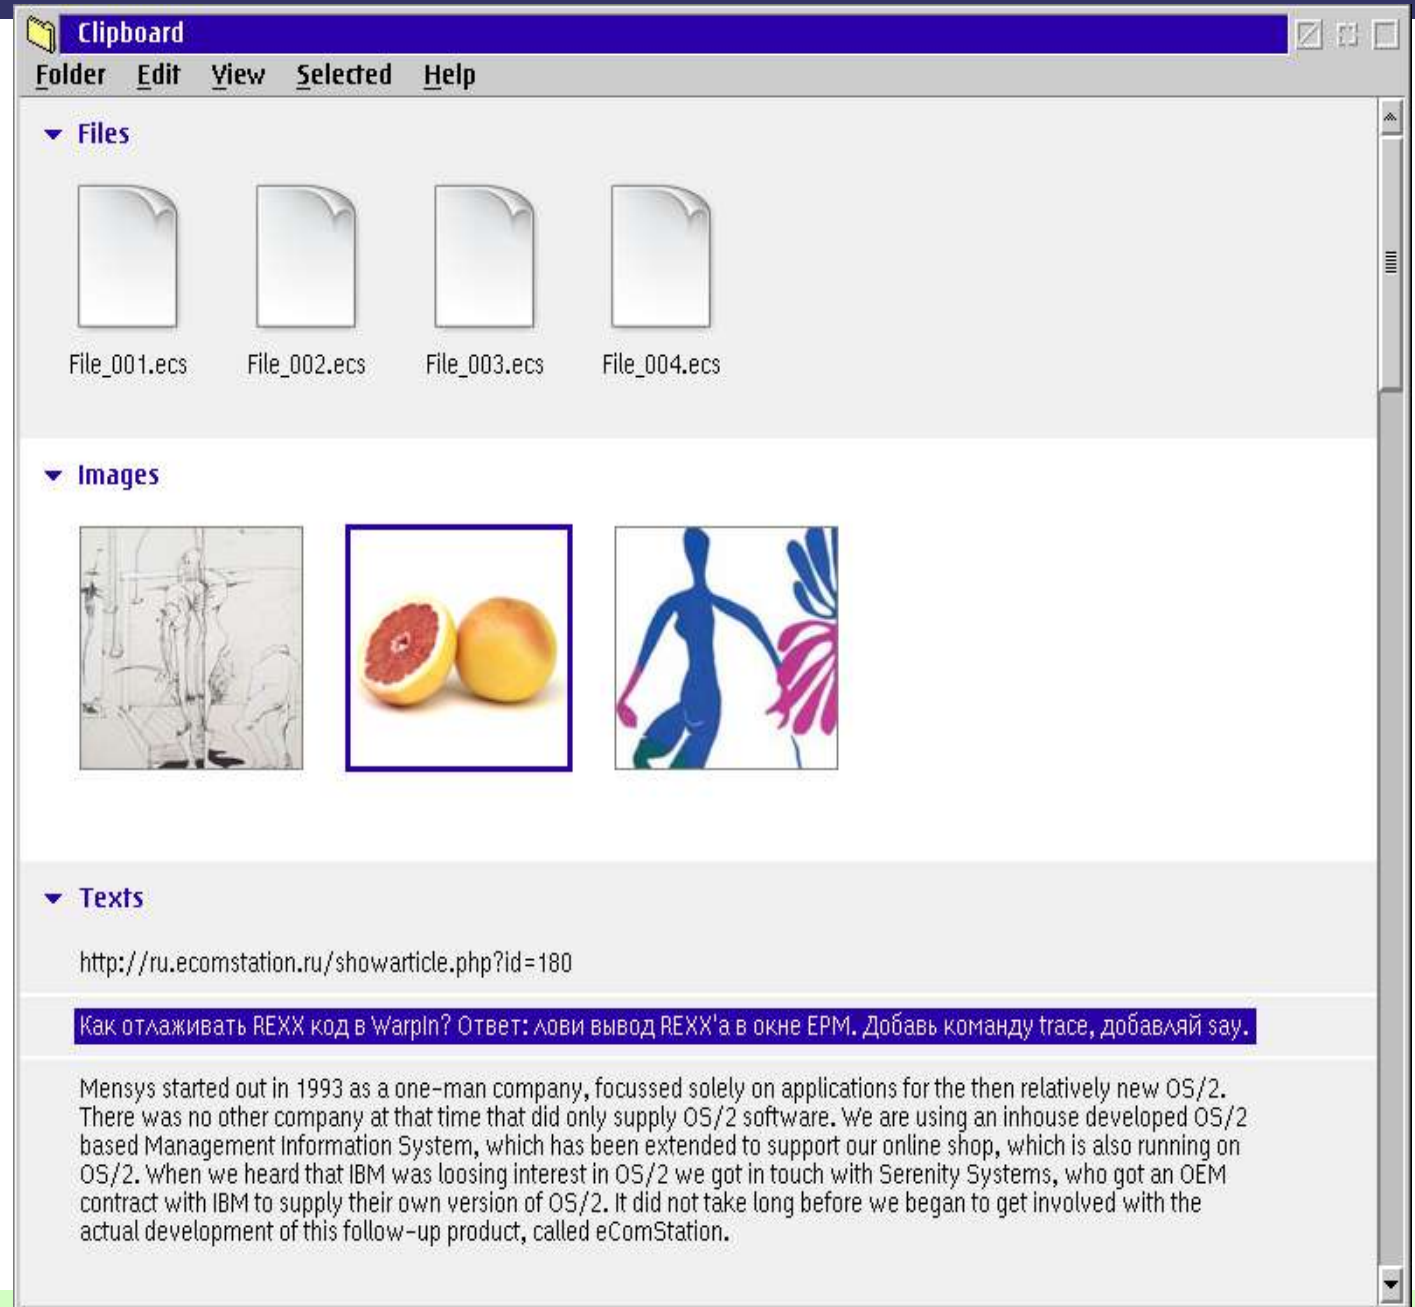 Clipboard
Folder Edit View Selected Help
Files
File_001.ecs File_002.ecs File_003.ecs File_004.ecs
Images
Texts
http://ru.ecomstation.ru/showarticle.php?id=180
Как отлаживать REXX код в WarpIn? Ответ: лови вывод REXX'а в окне EPM. Добавь команду trace, добавляй say.
Mensys started out in 1993 as a one-man company, focussed solely on applications for the then relatively new OS/2.
There was no other company at that time that did only supply OS/2 software. We are using an inhouse developed OS/2
based Management Information System, which has been extended to support our online shop, which is also running on
OS/2. When we heard that IBM was loosing interest in OS/2 we got in touch with Serenity Systems, who got an OEM
contract with IBM to supply their own version of OS/2. It did not take long before we began to get involved with the
actual development of this follow-up product, called eComStation.